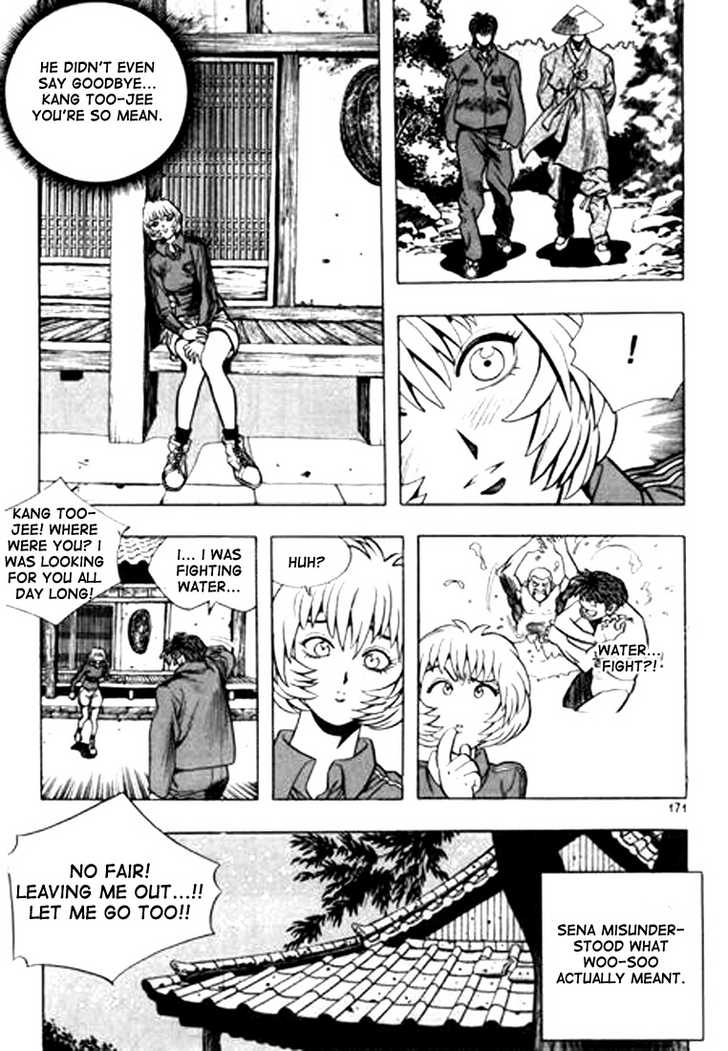 HE DIDN'T EVEN
SAY GOODBYE...
KANG TOO-JEE
YOU'RE SO MEAN.
!
KANG TOO-
JEE! WHERE
WERE YOU? I
WAS LOOKING
FOR YOU ALL
DAY LONG!
I... I WAS
FIGHTING
WATER...
HUH?
WATER...
FIGHT?!
171
NO FAIR!
LEAVING ME OUT...!!
LET ME GO TOO!!
SENA MISUNDER-
STOOD WHAT
WOO-SOO
ACTUALLY MEANT.